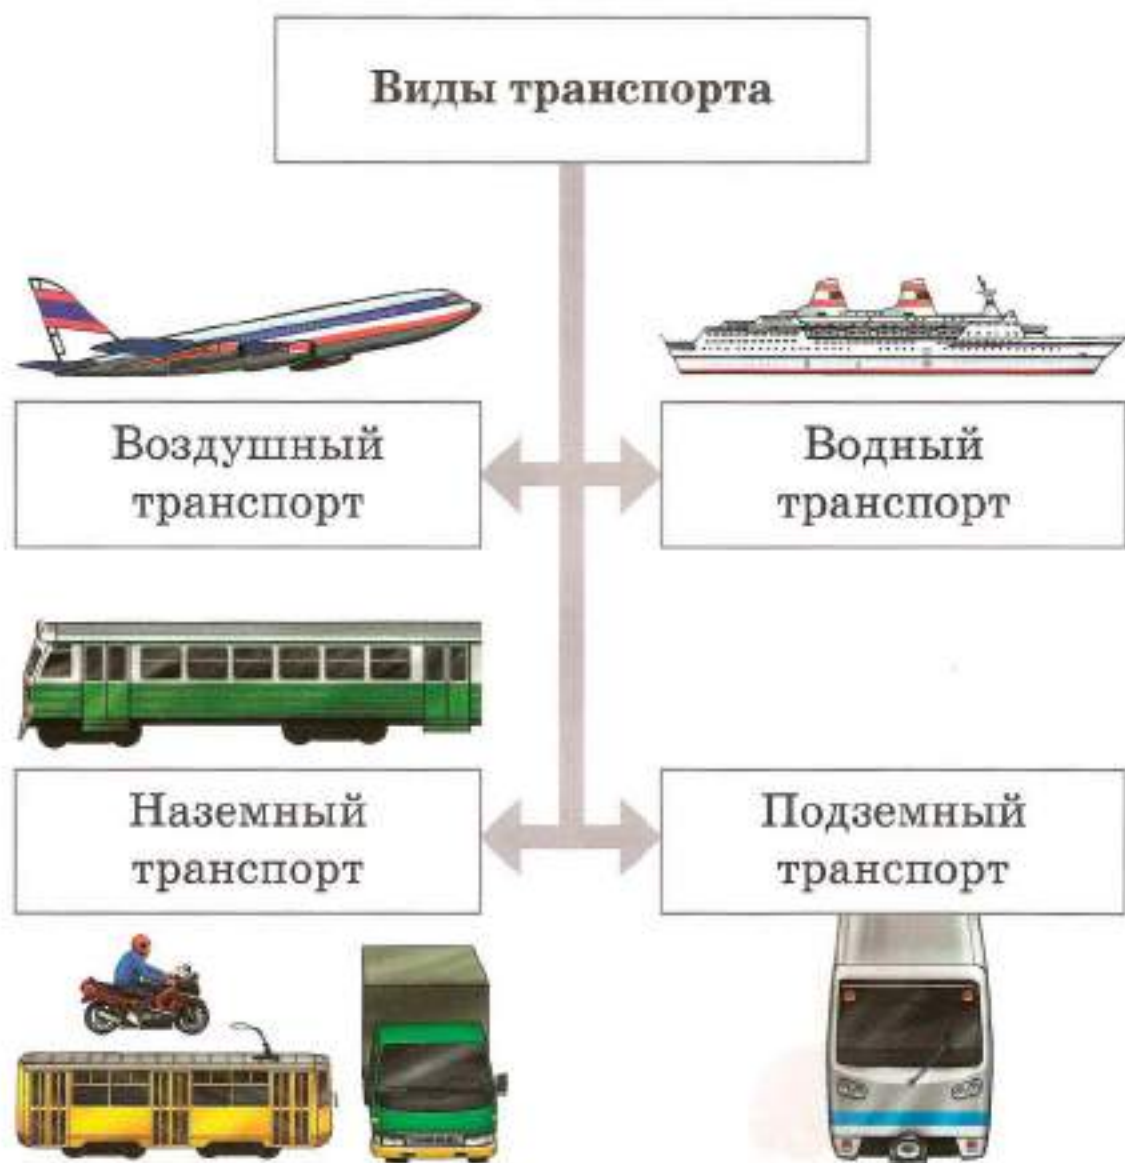 Виды транспорта
Воздушный
транспорт
Водный
транспорт
Наземный
транспорт
Подземный
транспорт